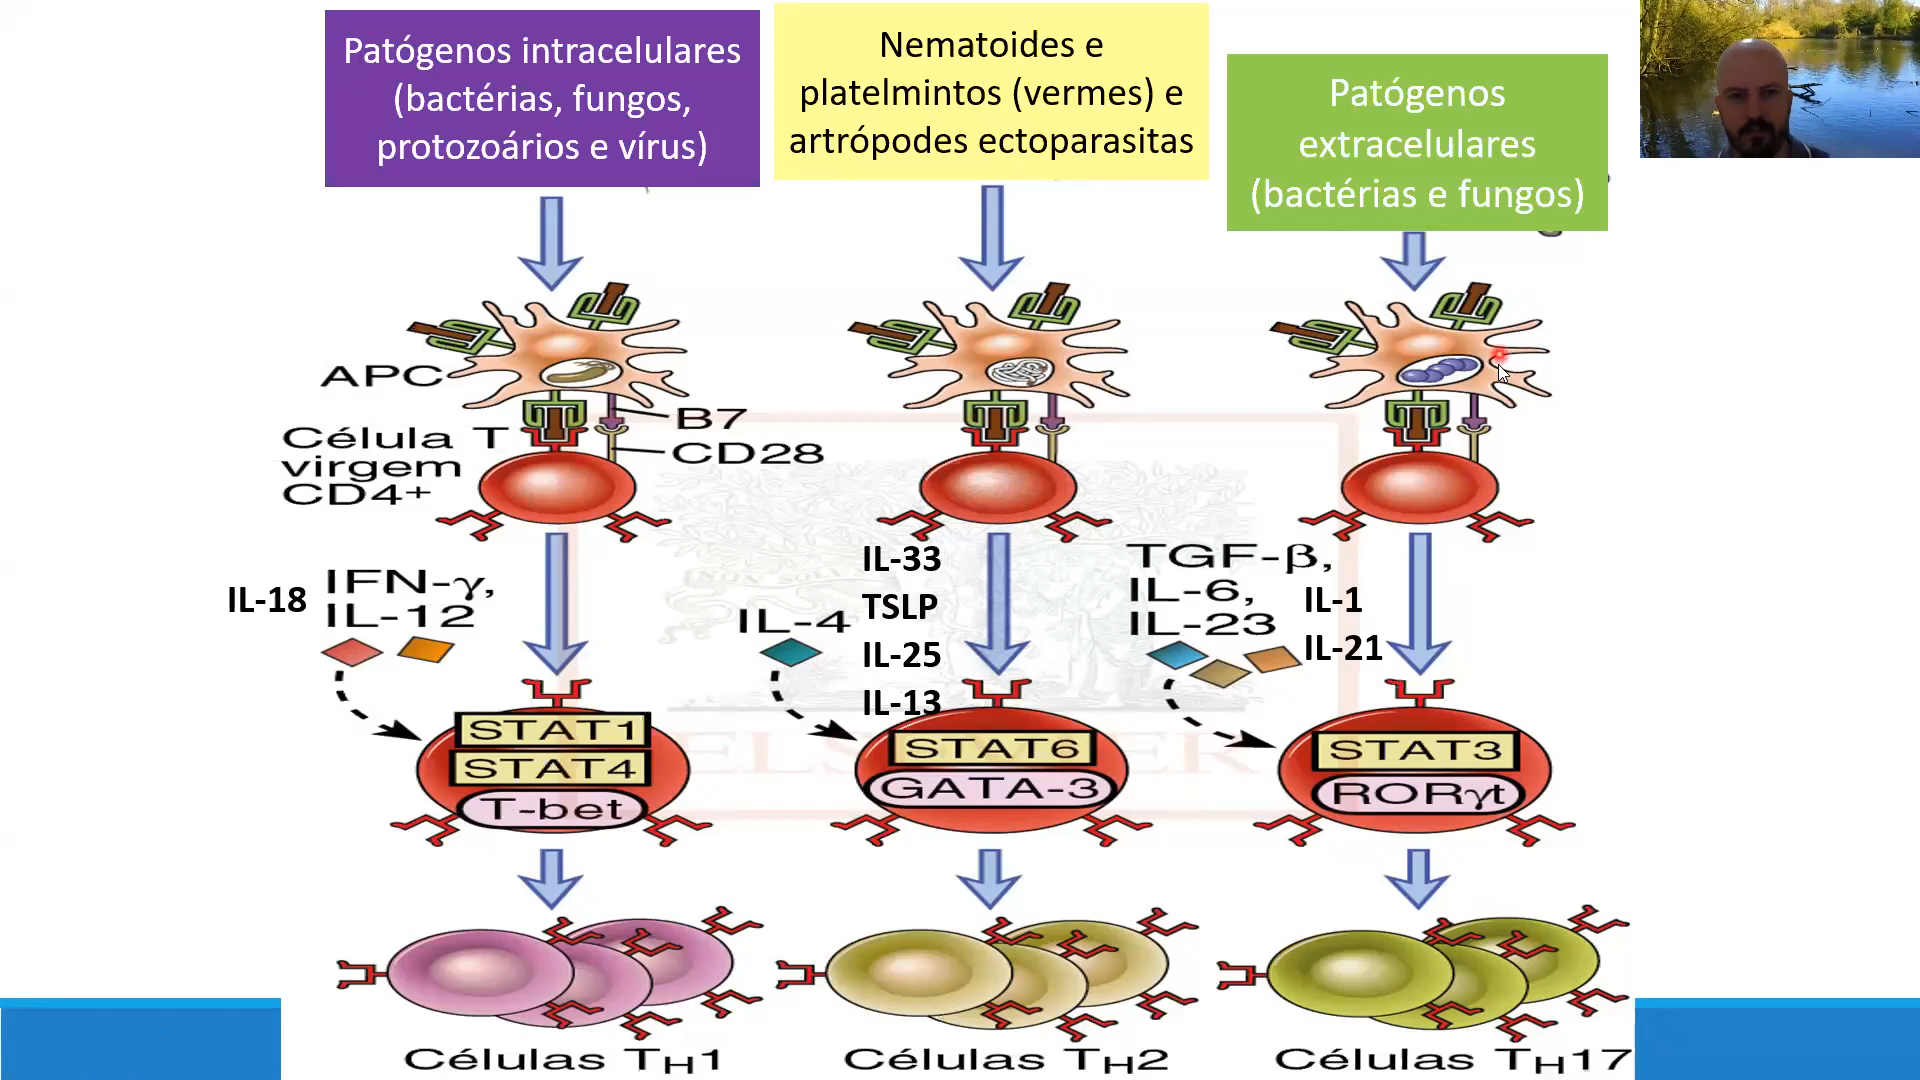 Patógenos intracelulares
(bactérias, fungos,
protozoários e vírus)
Nematoides e
platelmintos (vermes) e
artrópodes ectoparasitas
Patógenos
extracelulares
(bactérias e fungos)
APC
B7
CD28
Célula T
virgem
CD4+
IL-18
IFN-γ,
IL-12
IL-4
IL-33
TSLP
IL-25
IL-13
TGF-β,
IL-6,
IL-23
IL-1
IL-21
STAT1
STAT4
T-bet
STAT6
GATA-3
STAT3
RORγt
ELSEVIER
Células TH1
Células TH2
Células TH17